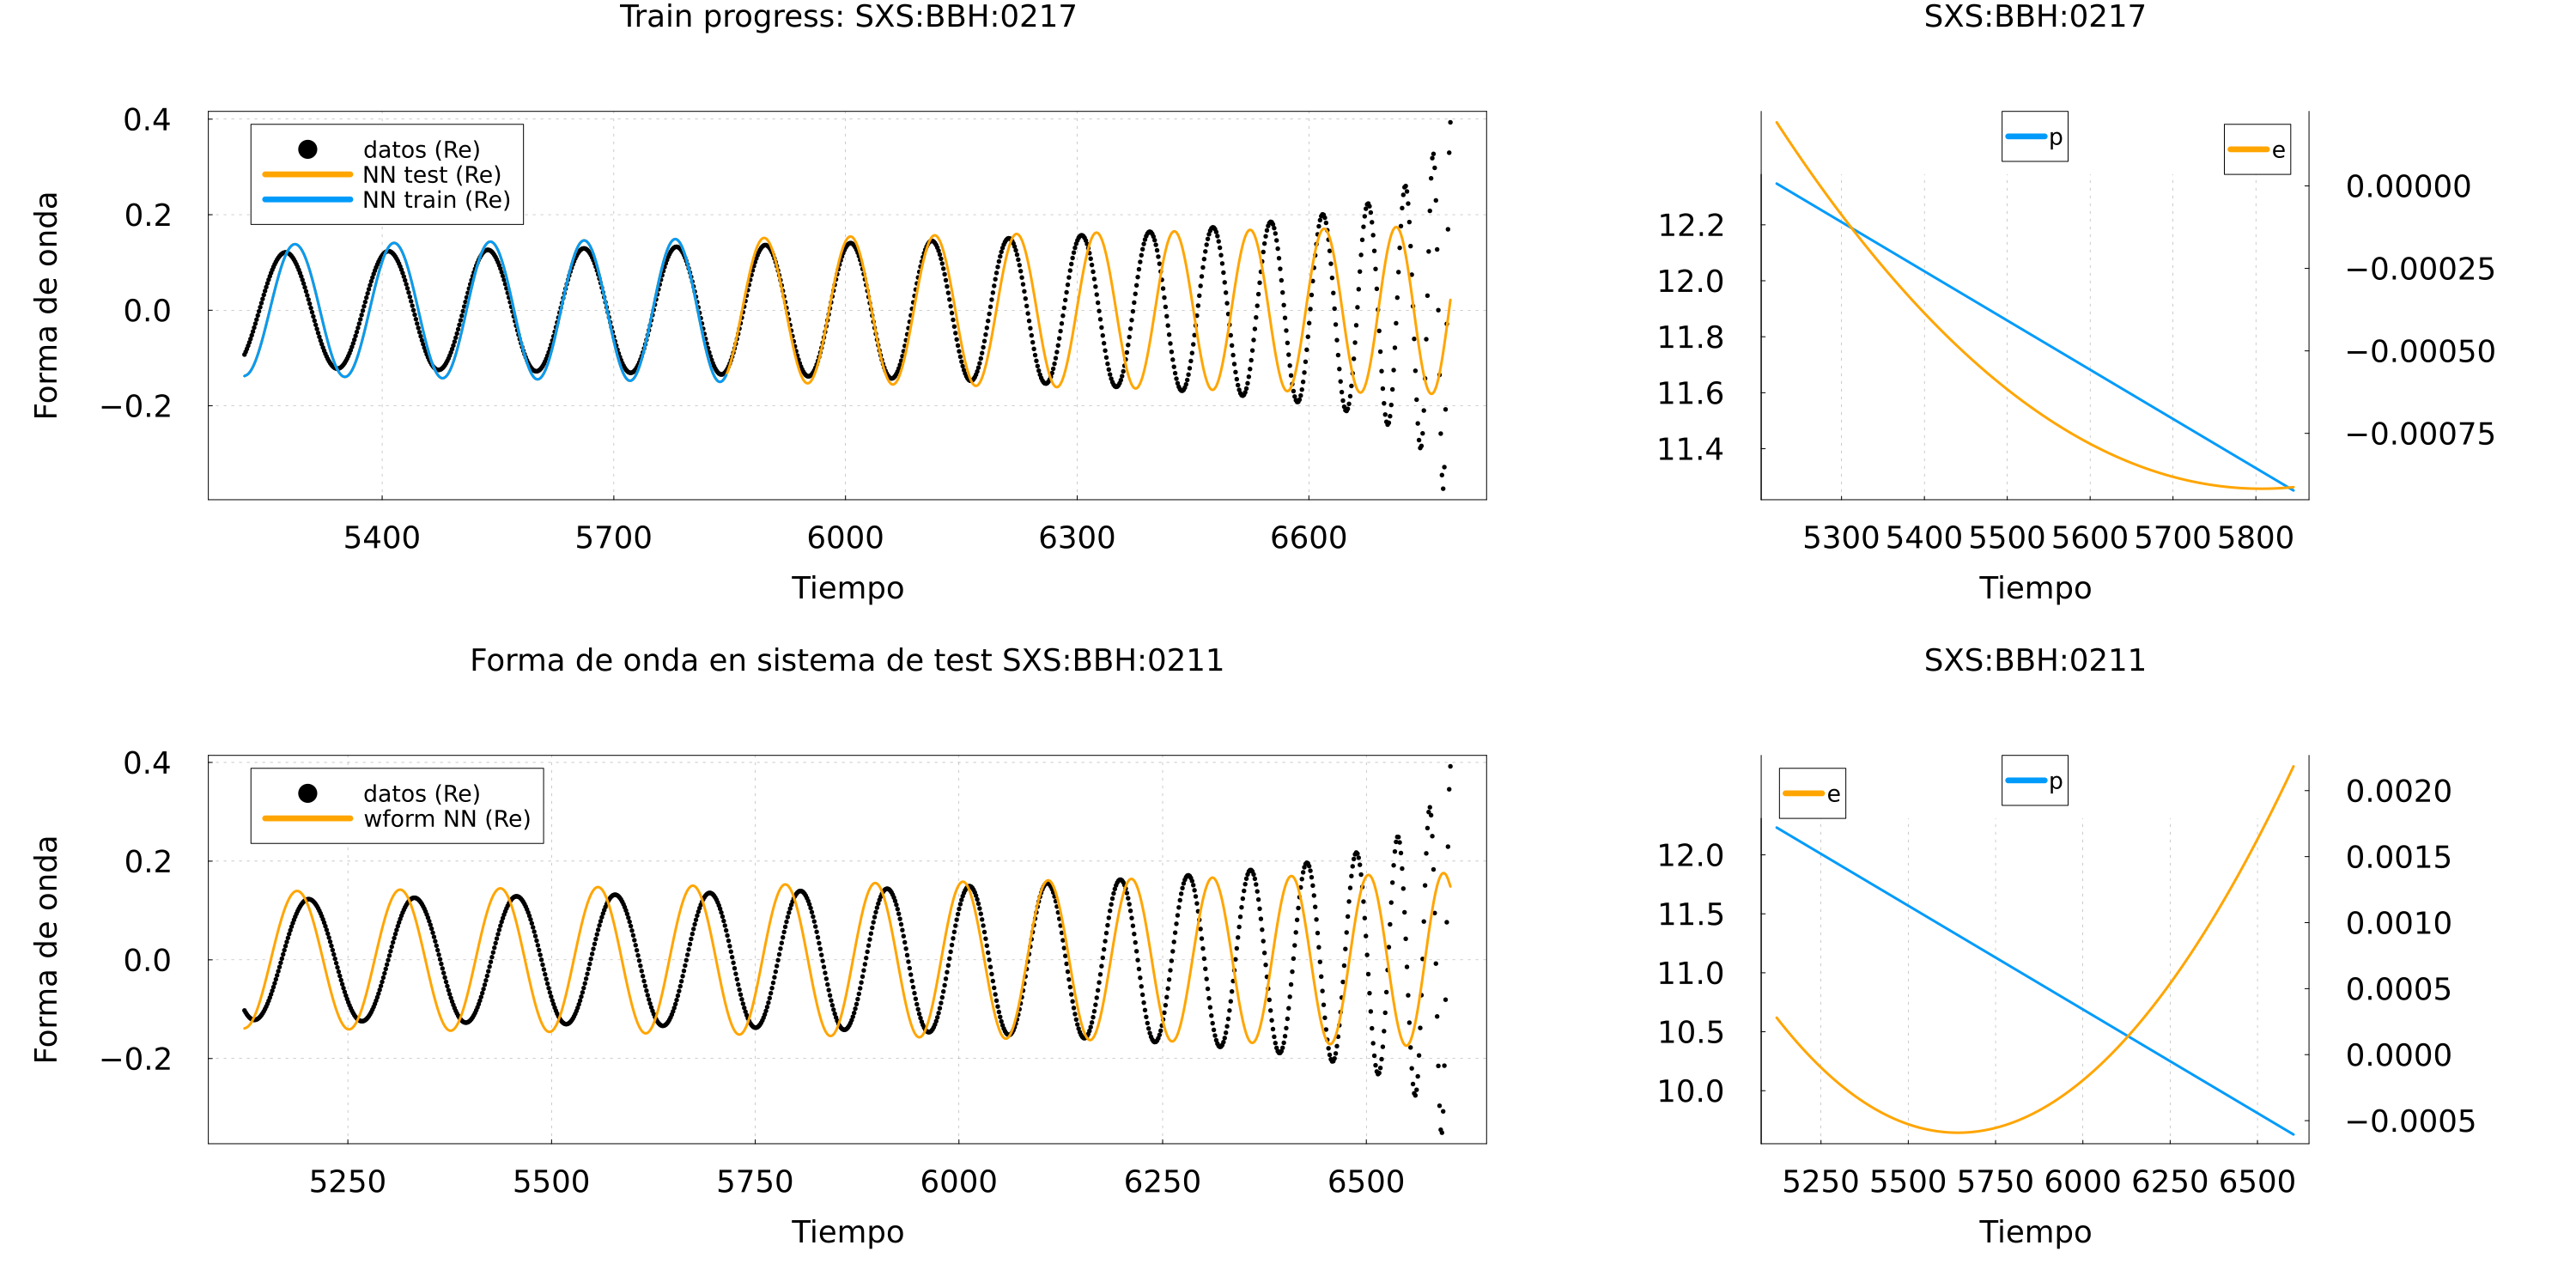 Train progress: SXS:BBH:0217
0.4
0.2
0.0
−0.2
Forma de onda
datos (Re)
NN test (Re)
NN train (Re)
5400 5700 6000 6300 6600
Tiempo
SXS:BBH:0217
p
e
12.2
12.0
11.8
11.6
11.4
0.00000
−0.00025
−0.00050
−0.00075
5300 5400 5500 5600 5700 5800
Tiempo
Forma de onda en sistema de test SXS:BBH:0211
0.4
0.2
0.0
−0.2
Forma de onda
datos (Re)
wform NN (Re)
5250 5500 5750 6000 6250 6500
Tiempo
SXS:BBH:0211
e
p
12.0
11.5
11.0
10.5
10.0
0.0020
0.0015
0.0010
0.0005
0.0000
−0.0005
5250 5500 5750 6000 6250 6500
Tiempo